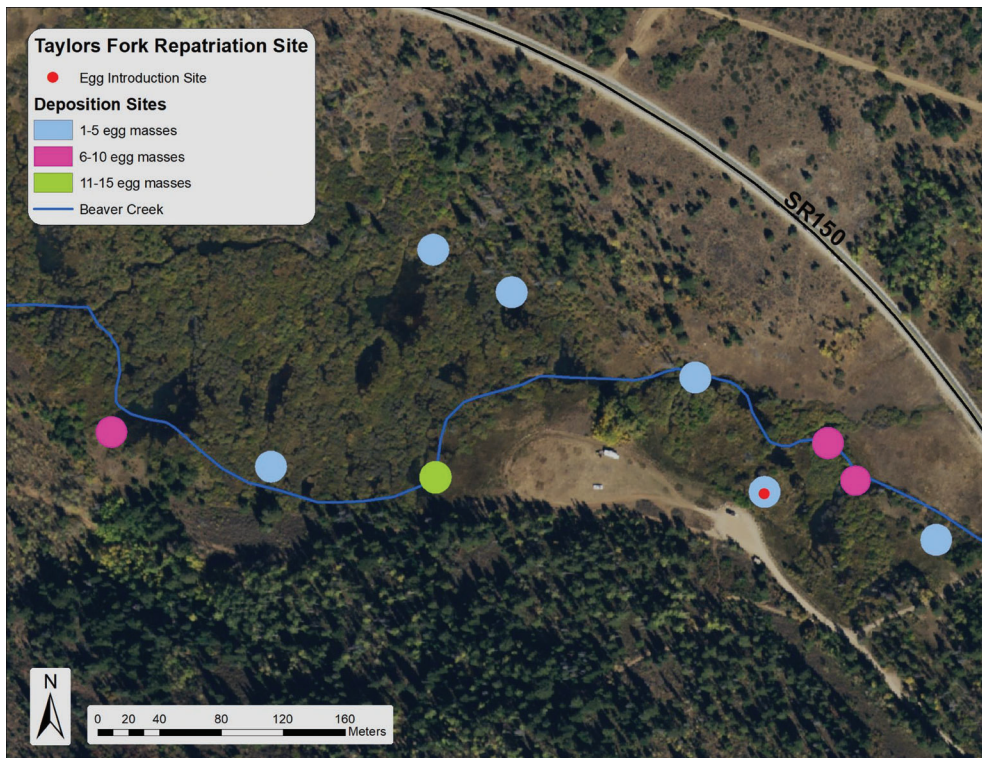 Taylors Fork Repatriation Site
Egg Introduction Site
Deposition Sites
1-5 egg masses
6-10 egg masses
11-15 egg masses
Beaver Creek
SR150
N
0 20 40 80 120 160
Meters